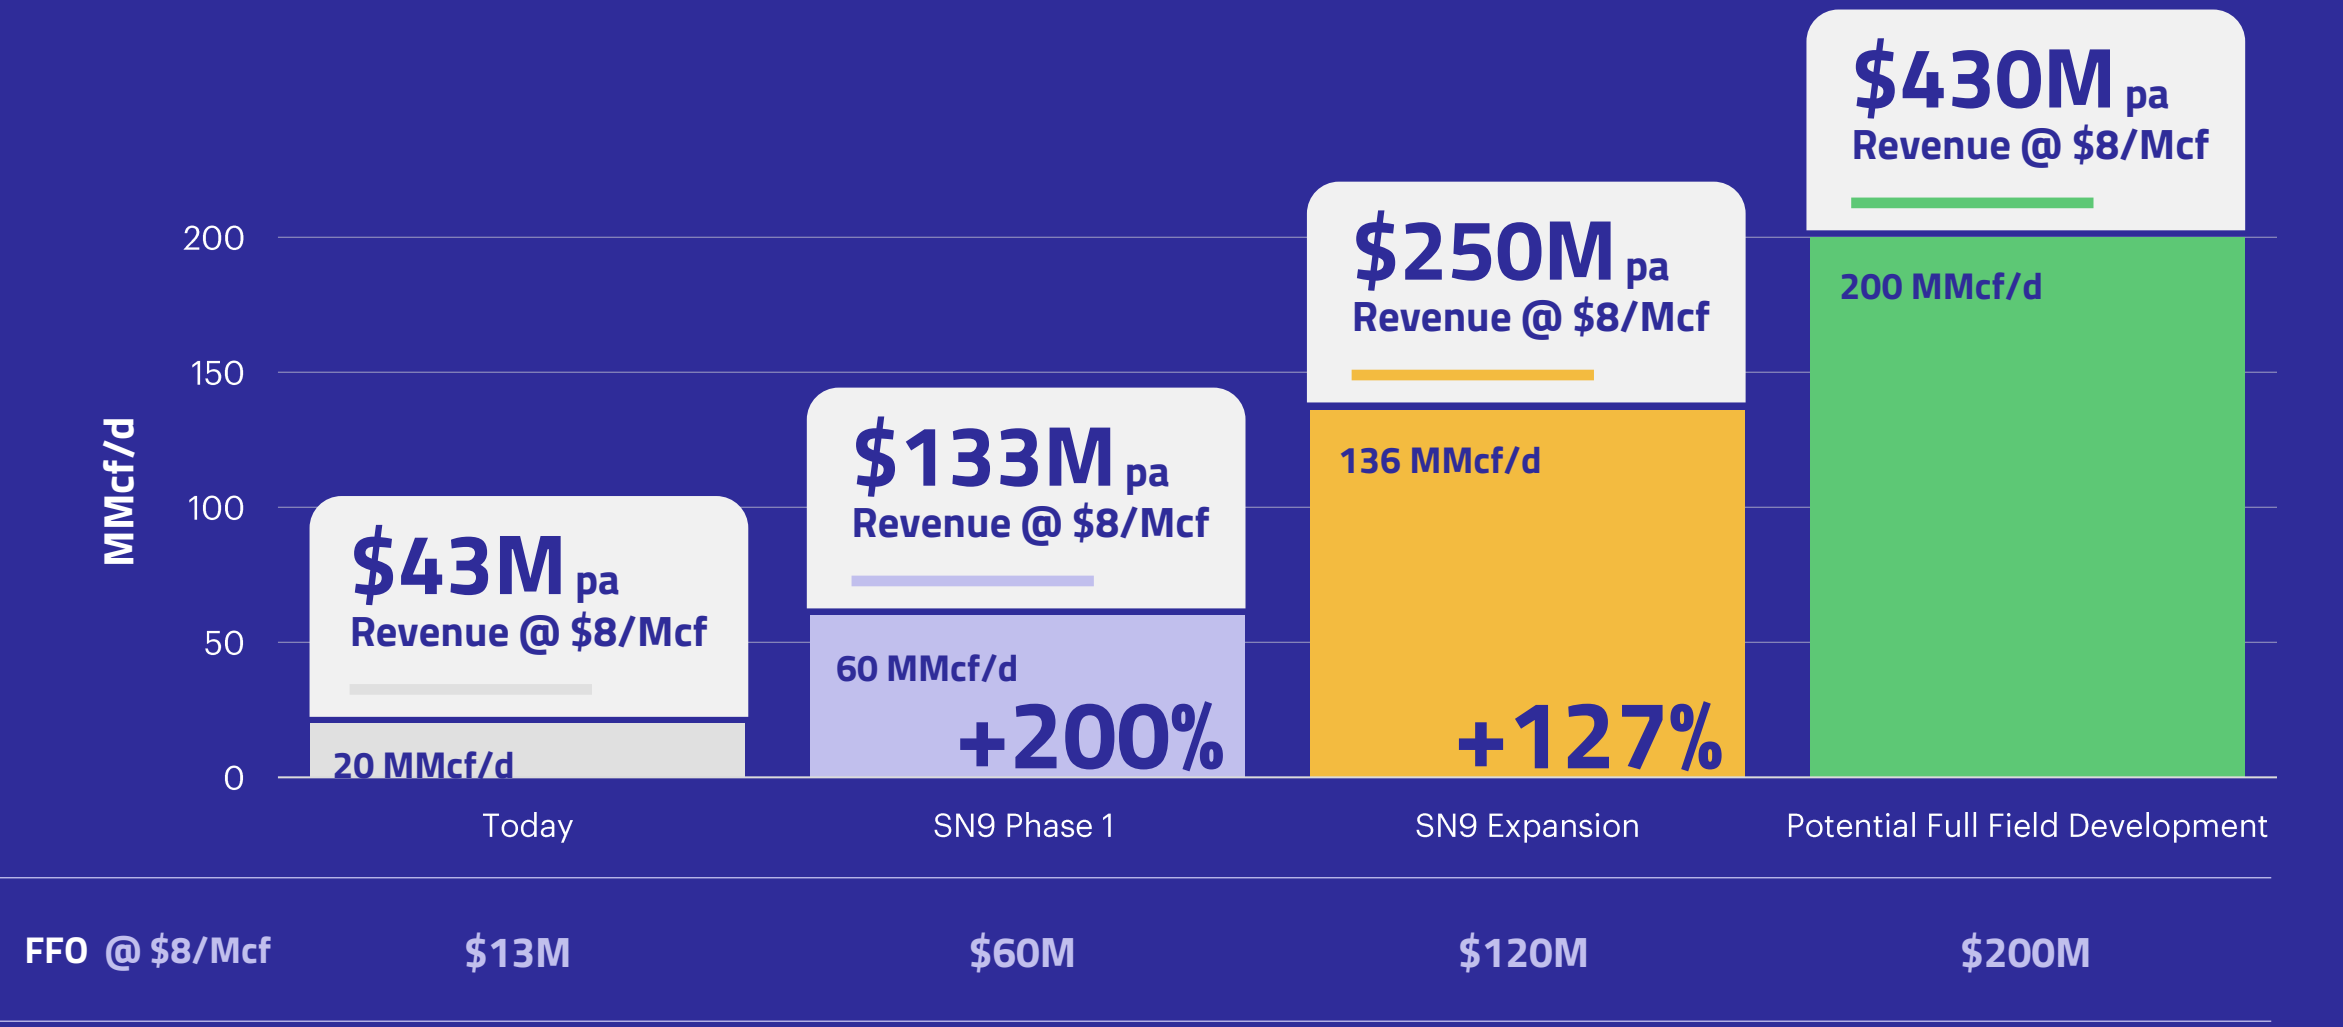 $430M pa
Revenue @ $8/Mcf
$250M pa
Revenue @ $8/Mcf
200
200 MMcf/d
150
$133M pa
Revenue @ $8/Mcf
136 MMcf/d
MMcf/d
100
$43M pa
Revenue @ $8/Mcf
50
60 MMcf/d
+200%
+127%
20 MMcf/d
0
Today
SN9 Phase 1
SN9 Expansion
Potential Full Field Development
FFO @ $8/Mcf
$13M
$60M
$120M
$200M